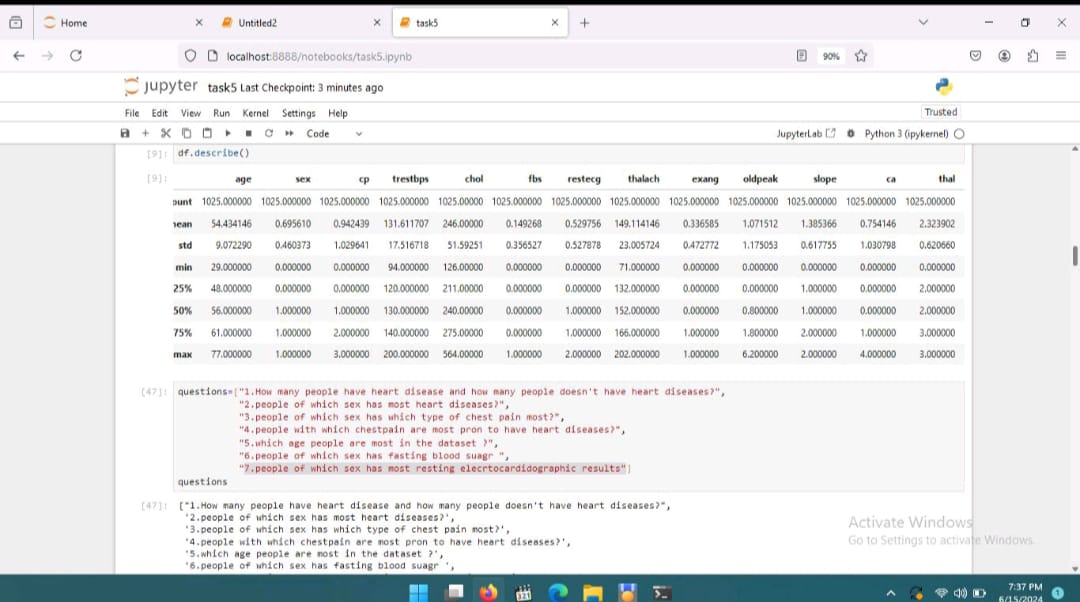 Home
Untitled2
task5
localhost:8888/notebooks/task5.ipynb
90%
jupyter task5 Last Checkpoint: 3 minutes ago
File Edit View Run Kernel Settings Help
Trusted
Code
JupyterLab
Python 3 (ipykernel)
[9]: df.describe()
[9]:
age sex cp trestbps chol fbs restecg thalach exang oldpeak slope ca thal
ount 1025.000000 1025.000000 1025.000000 1025.000000 1025.00000 1025.000000 1025.000000 1025.000000 1025.000000 1025.000000 1025.000000 1025.000000 1025.000000
nean 54.434146 0.695610 0.942439 131.611707 246.00000 0.149268 0.529756 149.114146 0.336585 1.071512 1.385366 0.754146 2.323902
std 9.072290 0.460373 1.029641 17.516718 51.59251 0.356527 0.527878 23.005724 0.472772 1.175053 0.617755 1.030798 0.620660
min 29.000000 0.000000 0.000000 94.000000 126.00000 0.000000 0.000000 71.000000 0.000000 0.000000 0.000000 0.000000 0.000000
25% 48.000000 0.000000 0.000000 120.000000 211.00000 0.000000 0.000000 132.000000 0.000000 0.000000 1.000000 0.000000 2.000000
50% 56.000000 1.000000 1.000000 130.000000 240.00000 0.000000 1.000000 152.000000 0.000000 0.800000 1.000000 0.000000 2.000000
75% 61.000000 1.000000 2.000000 140.000000 275.00000 0.000000 1.000000 166.000000 1.000000 1.800000 2.000000 1.000000 3.000000
max 77.000000 1.000000 3.000000 200.000000 564.00000 1.000000 2.000000 202.000000 1.000000 6.200000 2.000000 4.000000 3.000000
[47]: questions=["1.How many people have heart disease and how many people doesn't have heart diseases?",
"2.people of which sex has most heart diseases?",
"3.people of which sex has which type of chest pain most?",
"4.people with which chestpain are most pron to have heart diseases?",
"5.which age people are most in the dataset ?",
"6.people of which sex has fasting blood suagr ",
"7.people of which sex has most resting elecrtocardidographic results"]
questions
[47]: ["1.How many people have heart disease and how many people doesn't have heart diseases?",
'2.people of which sex has most heart diseases?',
'3.people of which sex has which type of chest pain most?',
'4.people with which chestpain are most pron to have heart diseases?',
'5.which age people are most in the dataset ?',
'6.people of which sex has fasting blood suagr ',
Activate Windows
Go to Settings to activate Windows.
7:37 PM
6/15/2024